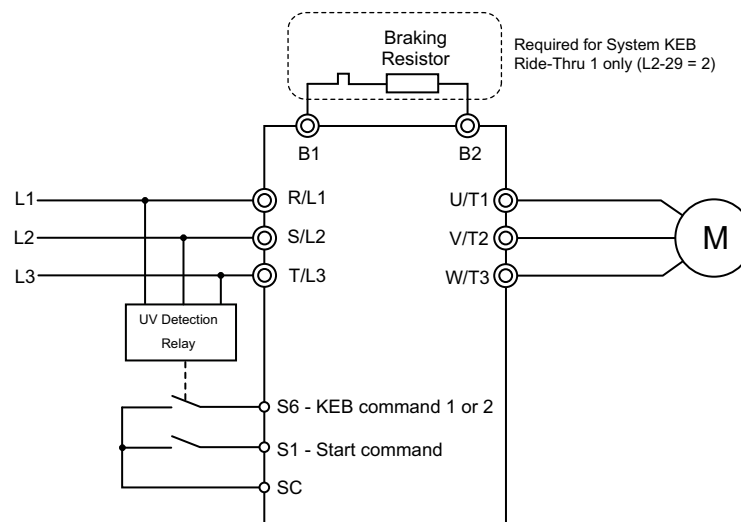 Braking
Resistor
Required for System KEB
Ride-Thru 1 only (L2-29 = 2)
B1
B2
L1
R/L1
U/T1
L2
S/L2
V/T2
M
L3
T/L3
W/T3
UV Detection
Relay
S6 - KEB command 1 or 2
S1 - Start command
SC